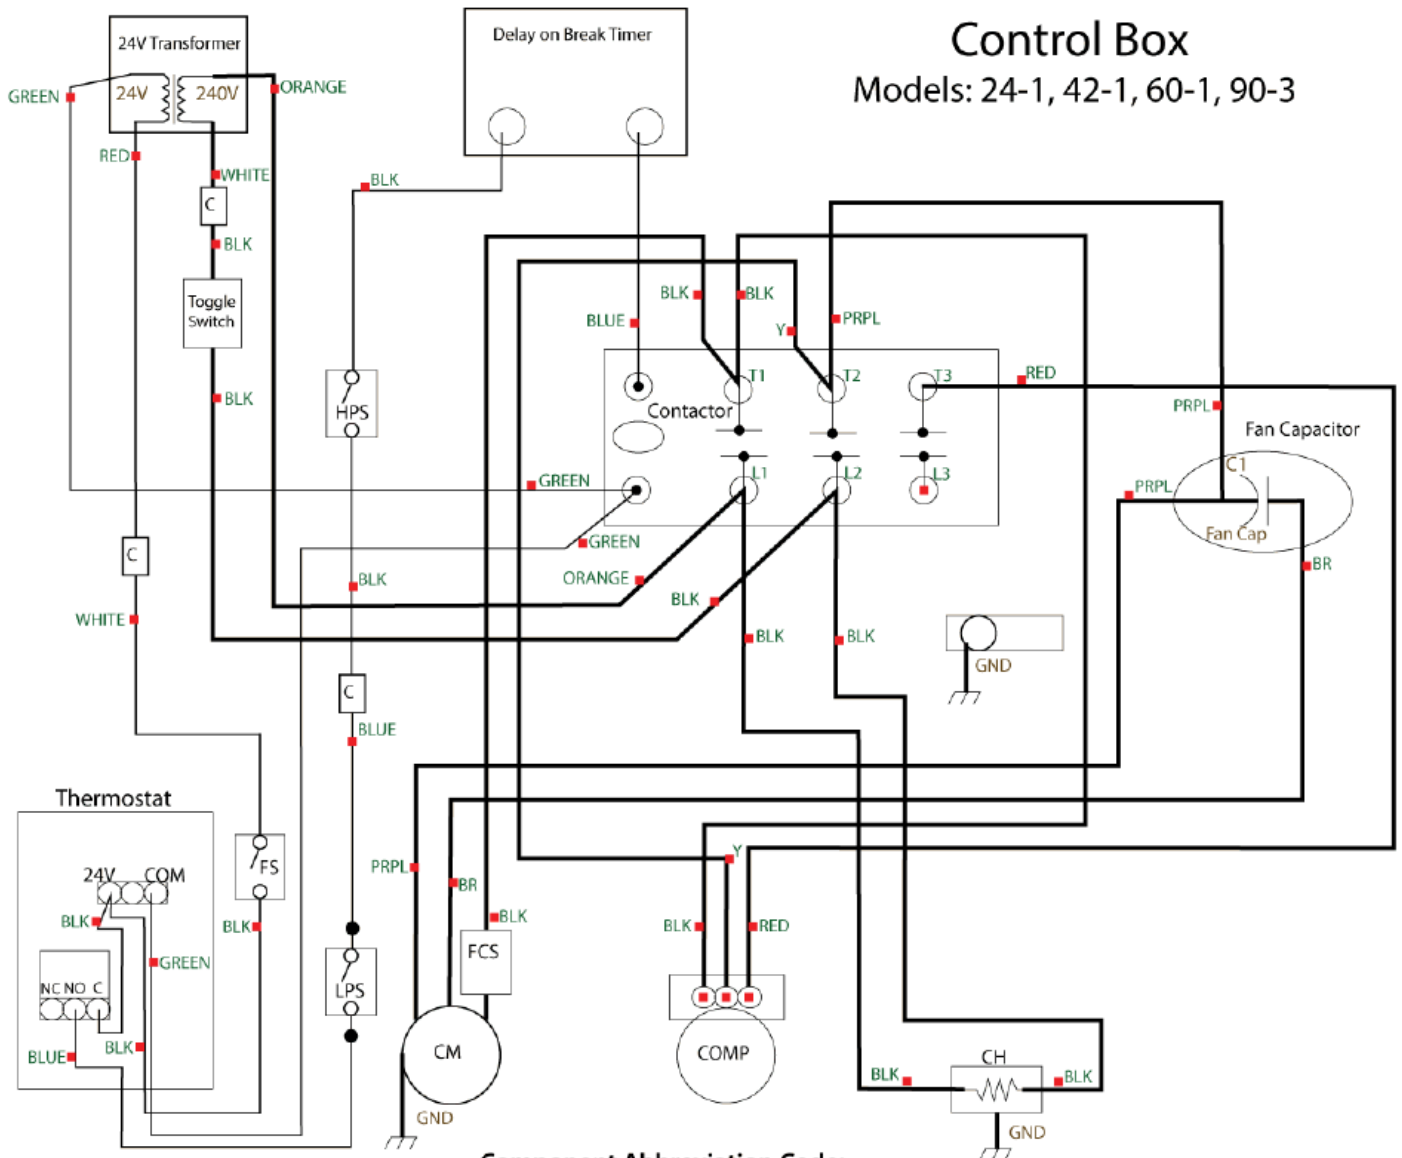 Control Box
Models: 24-1, 42-1, 60-1, 90-3
24V Transformer
24V
240V
GREEN
ORANGE
RED
WHITE
C
BLK
Toggle
Switch
BLK
Delay on Break Timer
BLK
BLUE
BLK
BLK
Y
PRPL
HPS
Contactor
T1
T2
T3
RED
PRPL
Fan Capacitor
L1
L2
L3
C1
PRPL
Fan Cap
BR
GREEN
GREEN
ORANGE
BLK
BLK
BLK
BLK
C
WHITE
GND
C
BLUE
Thermostat
24V
COM
FS
BLK
BLK
GREEN
NC NO C
BLUE
BLK
LPS
PRPL
BR
BLK
FCS
CM
GND
Y
BLK
RED
COMP
CH
BLK
BLK
GND
Component Abbreviation Code: